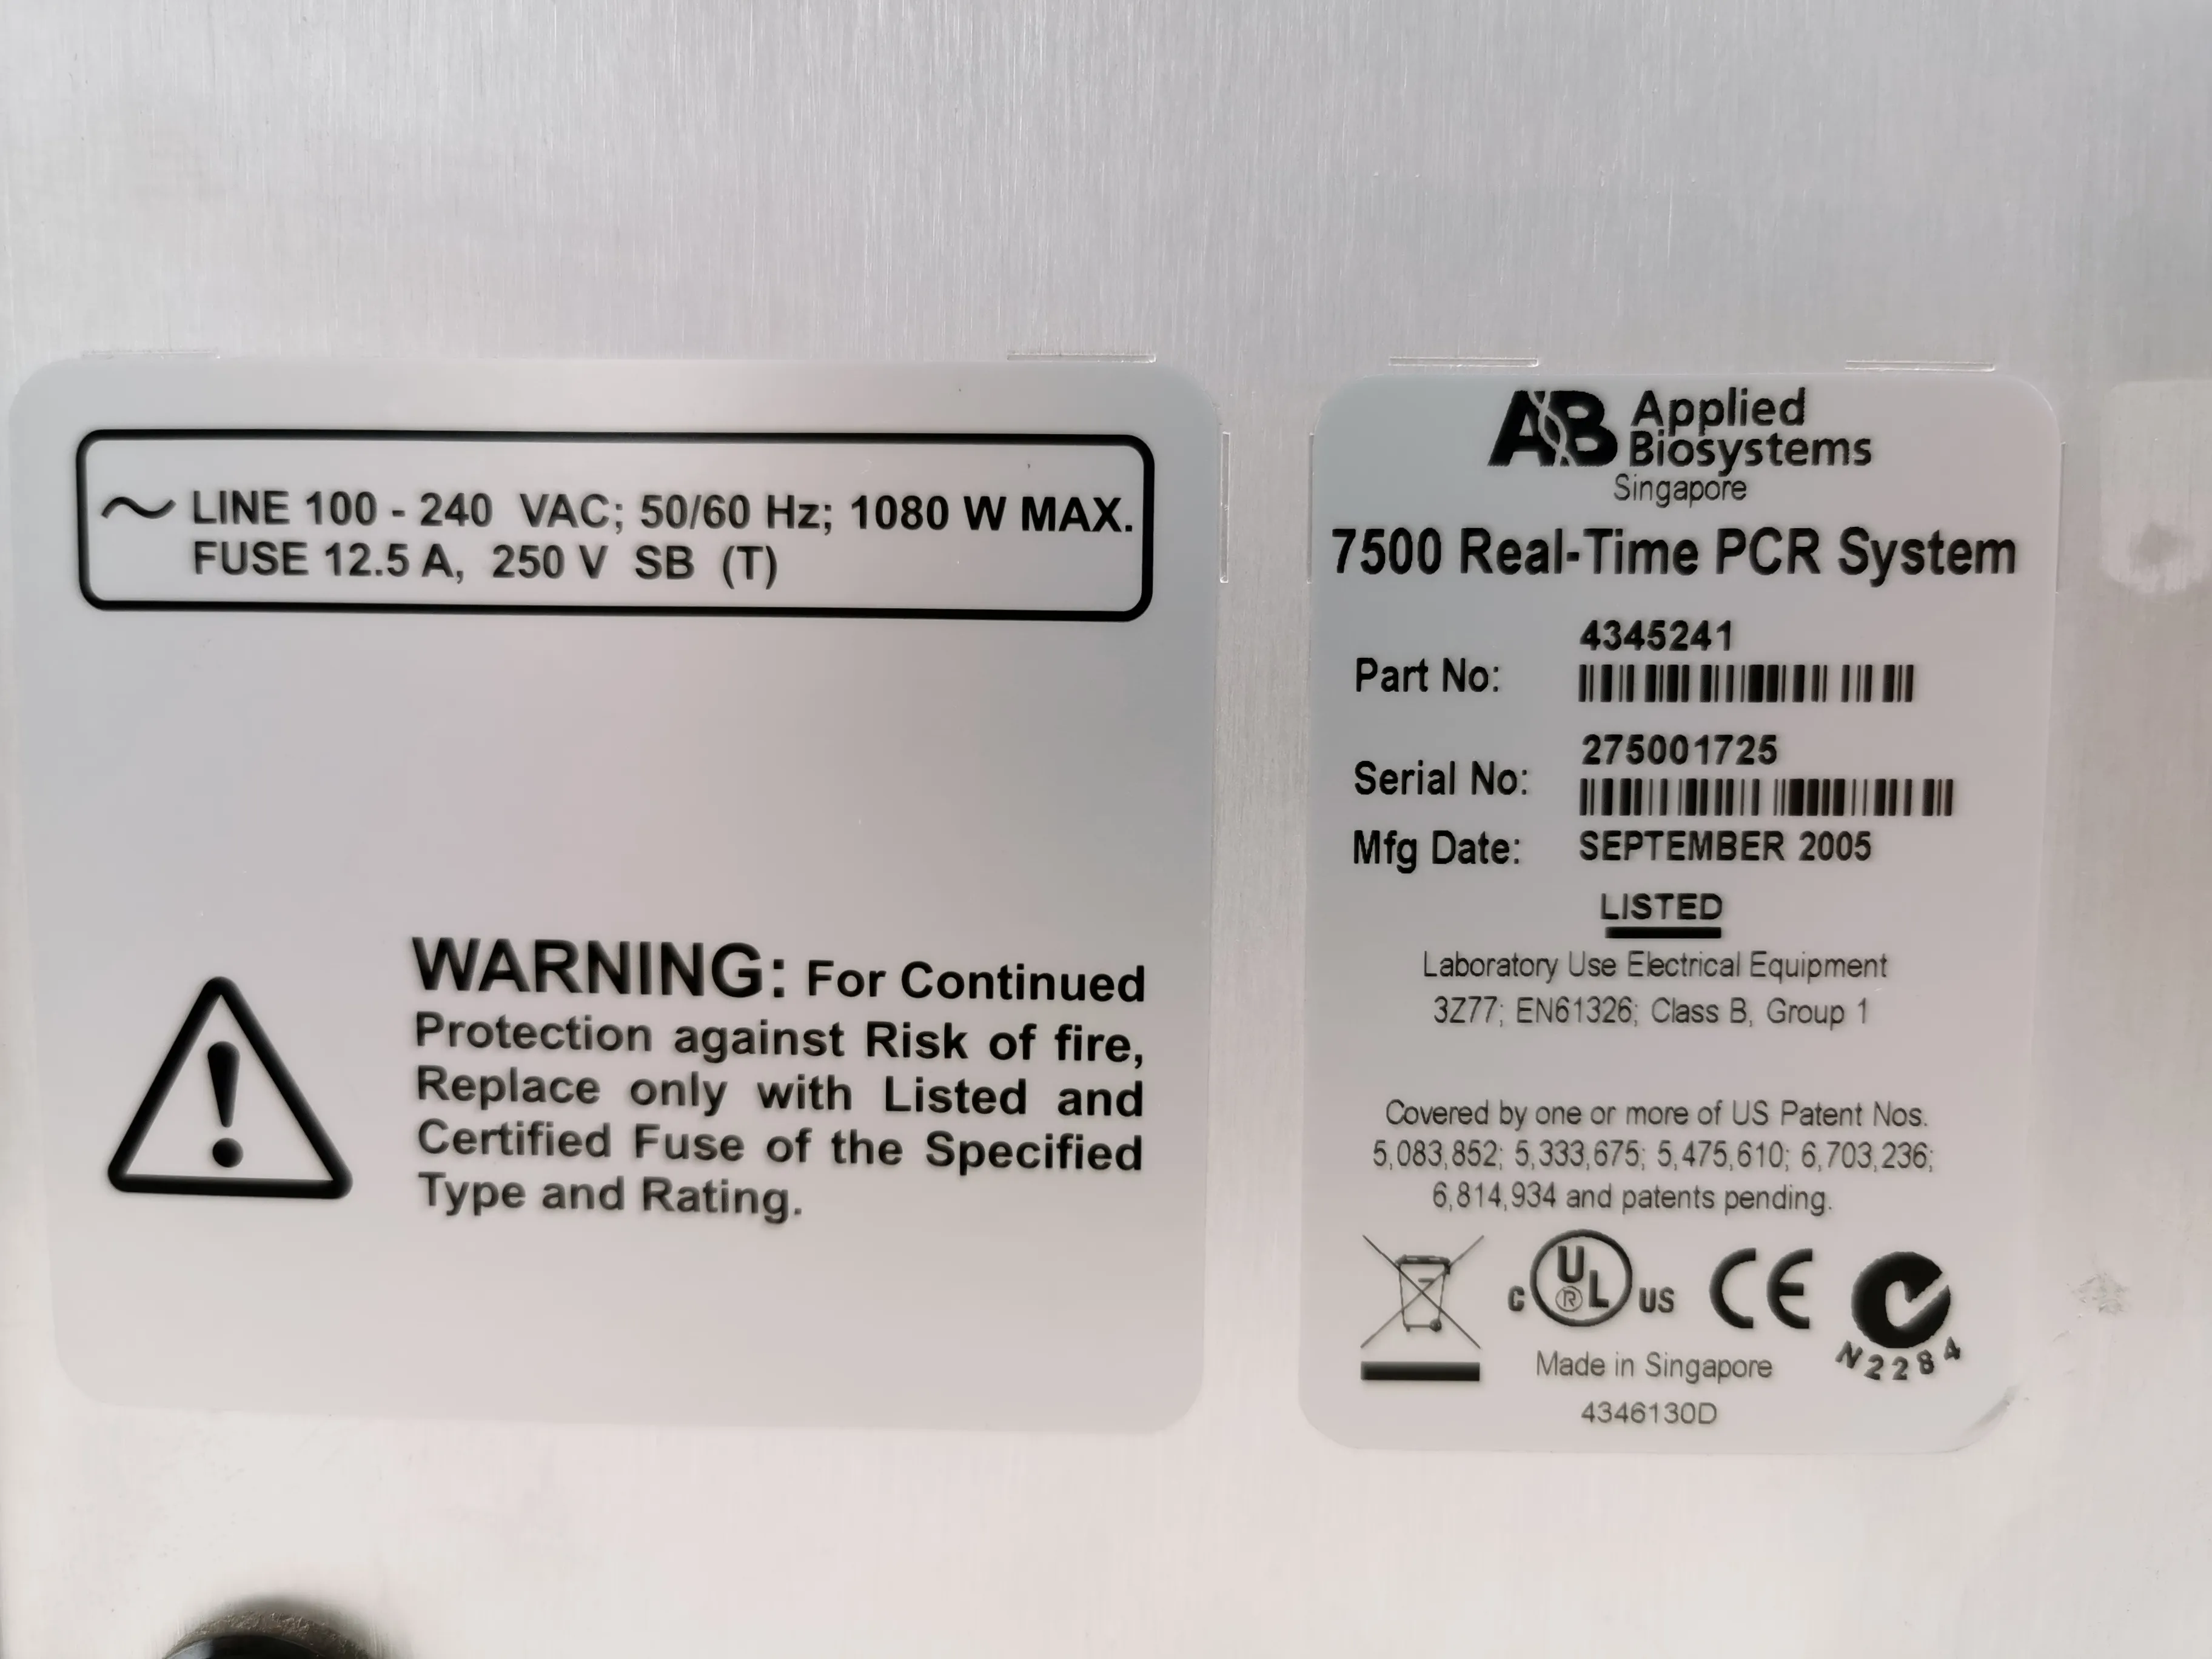 LINE 100 - 240 VAC; 50/60 Hz; 1080 W MAX.
FUSE 12.5 A, 250 V SB (T)
WARNING: For Continued
Protection against Risk of fire,
Replace only with Listed and
Certified Fuse of the Specified
Type and Rating.
AB Applied
Biosystems
Singapore
7500 Real-Time PCR System
4345241
Part No:
275001725
Serial No:
Mfg Date: SEPTEMBER 2005
LISTED
Laboratory Use Electrical Equipment
3Z77; EN61326; Class B, Group 1
Covered by one or more of US Patent Nos.
5,083,852; 5,333,675; 5,475,610; 6,703,236;
6,814,934 and patents pending.
C UL ® US CE
N2284
Made in Singapore
4346130D